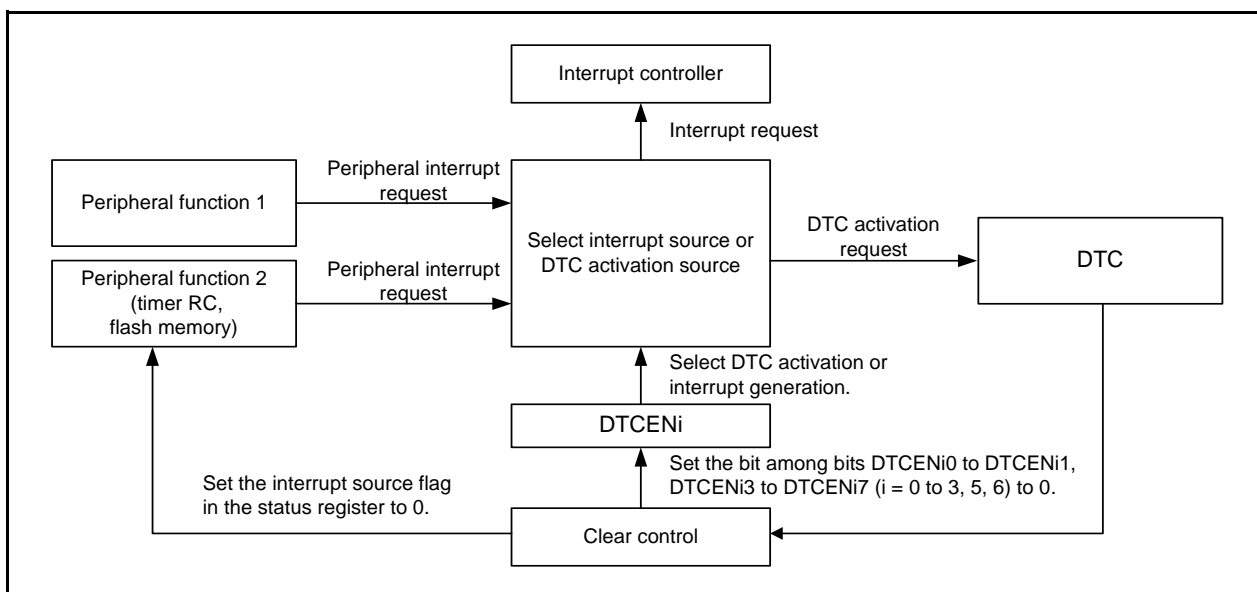 Interrupt controller
Interrupt request
Peripheral function 1
Peripheral interrupt
request
Select interrupt source or
DTC activation source
DTC activation
request
DTC
Peripheral function 2
(timer RC,
flash memory)
Peripheral interrupt
request
Select DTC activation or
interrupt generation.
DTCENi
Set the interrupt source flag
in the status register to 0.
Set the bit among bits DTCENi0 to DTCENi1,
DTCENi3 to DTCENi7 (i = 0 to 3, 5, 6) to 0.
Clear control